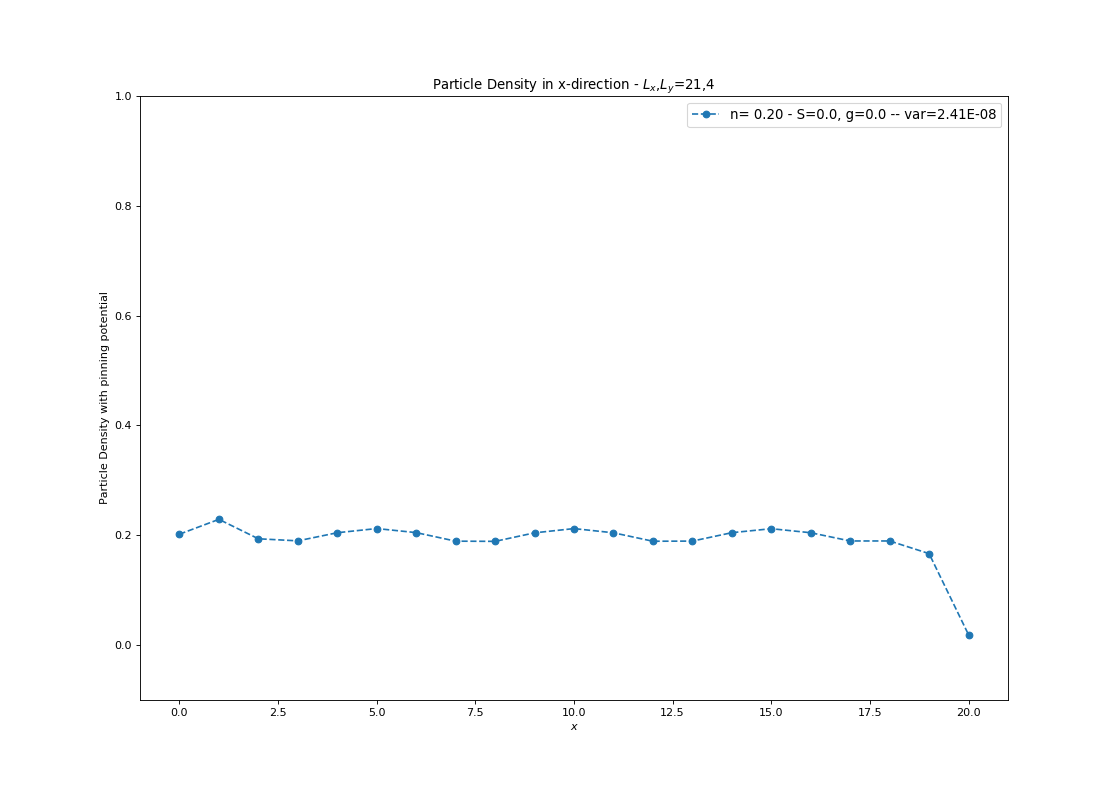 Particle Density in x-direction - Lx,Ly=21,4
n= 0.20 - S=0.0, g=0.0 -- var=2.41E-08
Particle Density with pinning potential
1.0
0.8
0.6
0.4
0.2
0.0
0.0 2.5 5.0 7.5 10.0 12.5 15.0 17.5 20.0
x